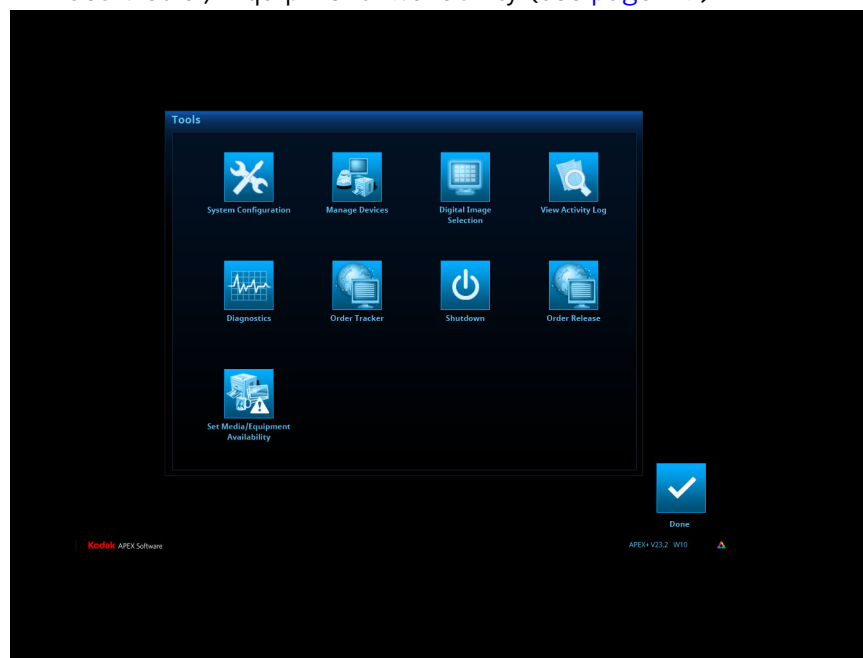 Tools
System Configuration
Manage Devices
Digital Image
Selection
View Activity Log
Diagnostics
Order Tracker
Shutdown
Order Release
Set Media/Equipment
Availability
Done
Kodak APEX Software
APEX+ V23.2 W10